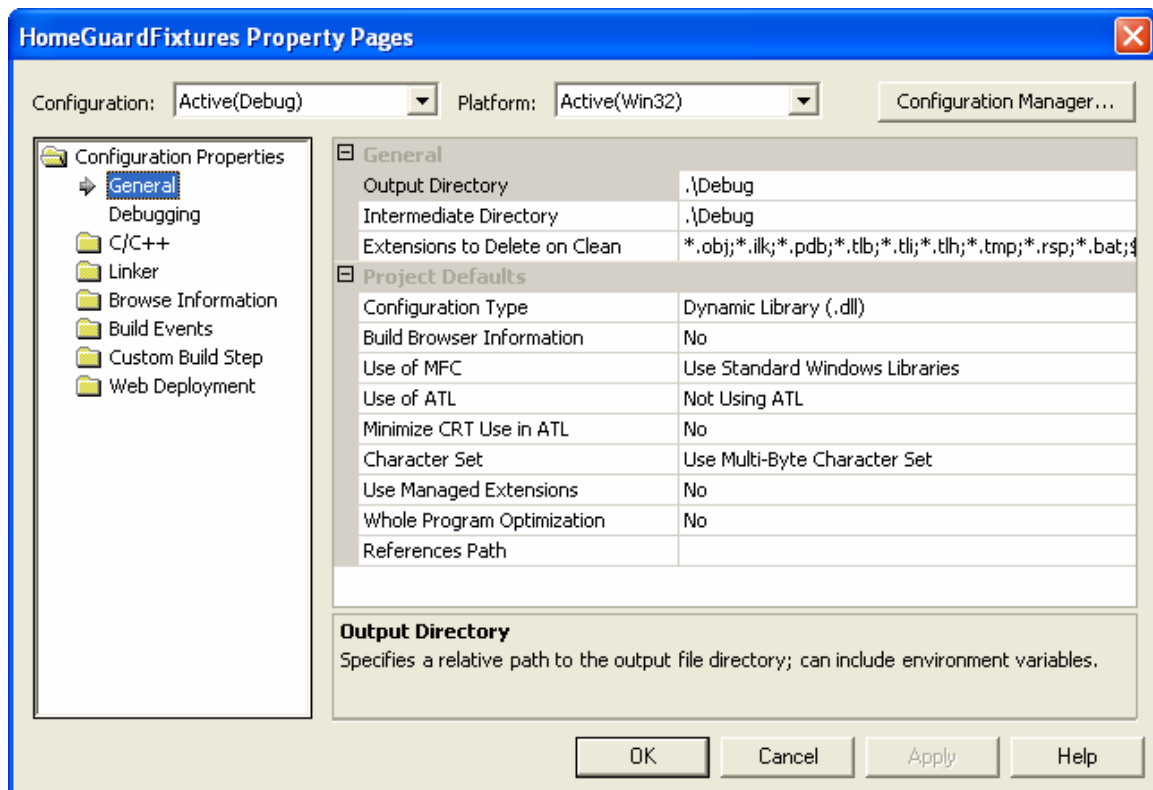 HomeGuardFixtures Property Pages
Configuration: Active(Debug) Platform: Active(Win32) Configuration Manager...
Configuration Properties
General
Debugging
C/C++
Linker
Browse Information
Build Events
Custom Build Step
Web Deployment
General
Output Directory .\Debug
Intermediate Directory .\Debug
Extensions to Delete on Clean *.obj;*.ilk;*.pdb;*.tlb;*.tli;*.tlh;*.tmp;*.rsp;*.bat;
Project Defaults
Configuration Type Dynamic Library (.dll)
Build Browser Information No
Use of MFC Use Standard Windows Libraries
Use of ATL Not Using ATL
Minimize CRT Use in ATL No
Character Set Use Multi-Byte Character Set
Use Managed Extensions No
Whole Program Optimization No
References Path
Output Directory
Specifies a relative path to the output file directory; can include environment variables.
OK Cancel Apply Help